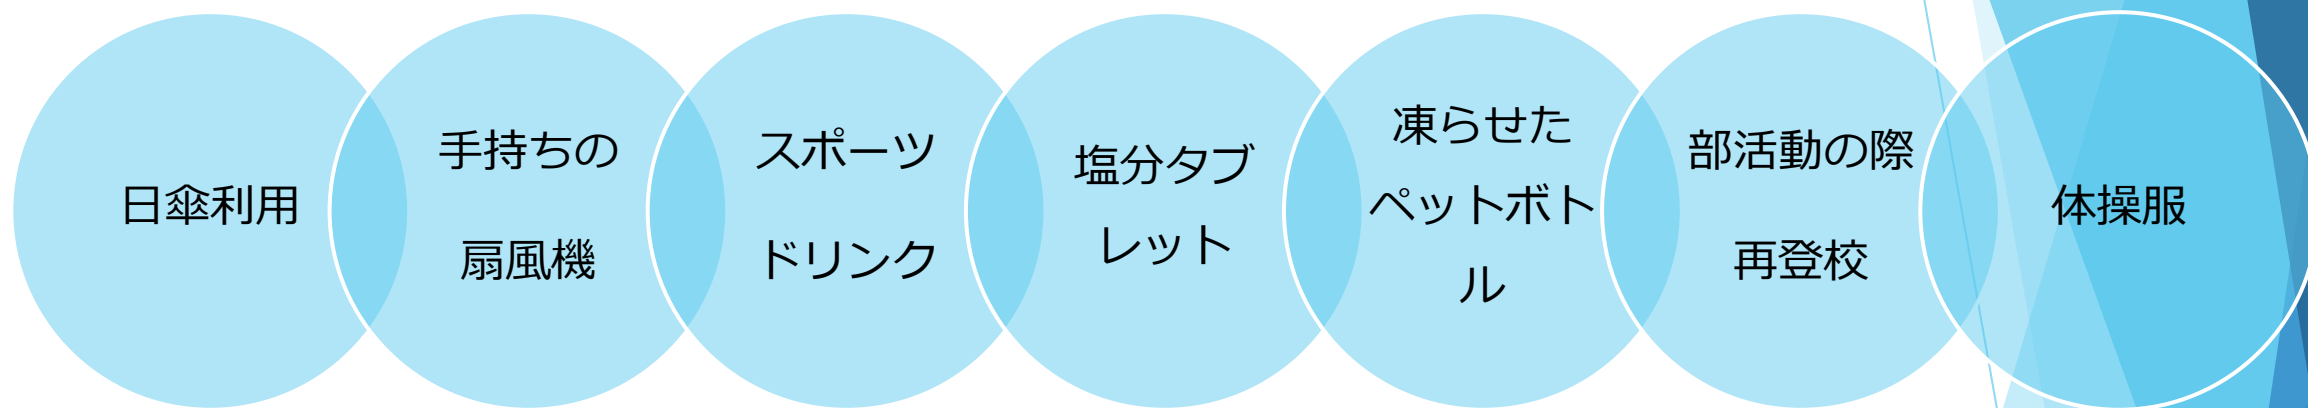 日傘利用
手持ちの
扇風機
スポーツ
ドリンク
塩分タブ
レット
凍らせた
ペットボト
ル
部活動の際
再登校
体操服